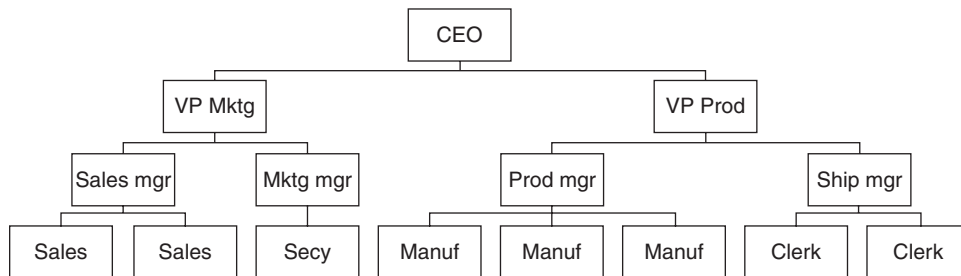 CEO
VP Mktg
VP Prod
Sales mgr
Mktg mgr
Prod mgr
Ship mgr
Sales
Sales
Secy
Manuf
Manuf
Manuf
Clerk
Clerk